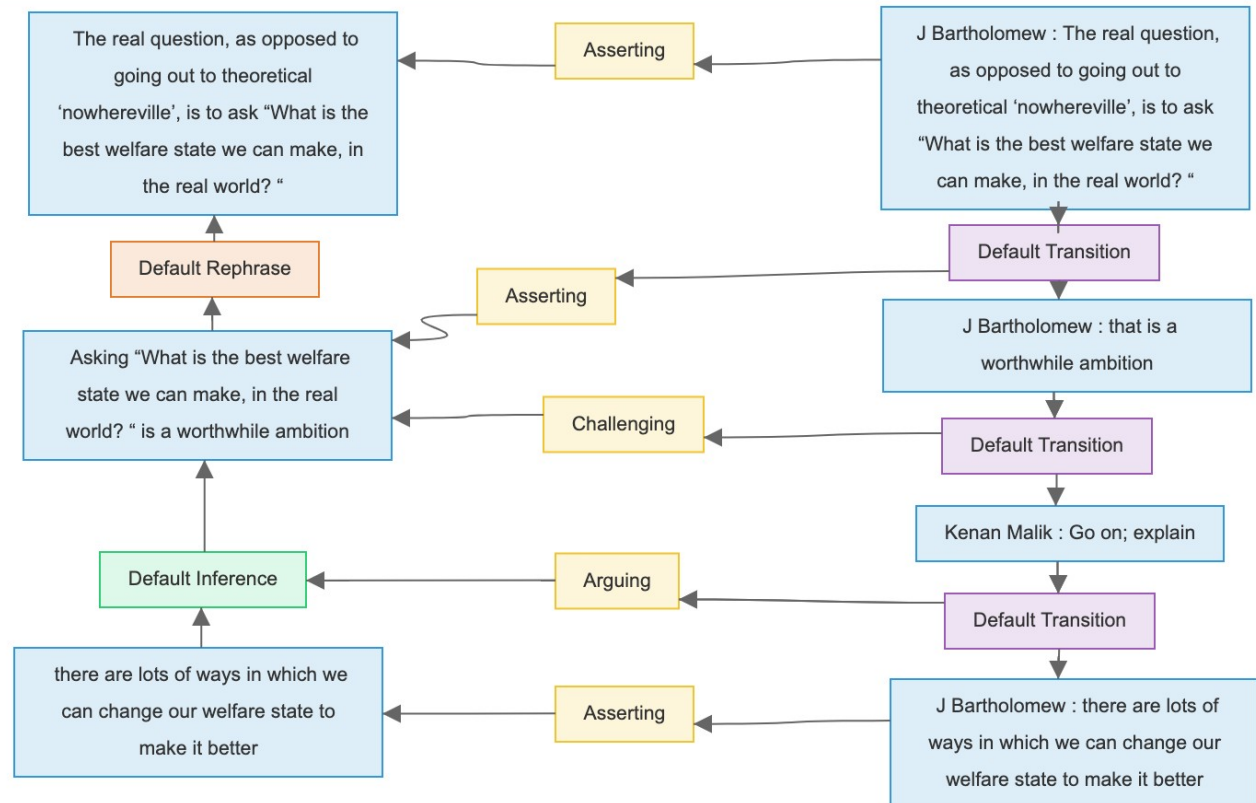 The real question, as opposed to
going out to theoretical
‘nowhereville’, is to ask “What is the
best welfare state we can make, in
the real world? “
Asserting
J Bartholomew : The real question,
as opposed to going out to
theoretical ‘nowhereville’, is to ask
“What is the best welfare state we
can make, in the real world? “
Default Rephrase
Default Transition
Asserting
J Bartholomew : that is a
worthwhile ambition
Asking “What is the best welfare
state we can make, in the real
world? “ is a worthwhile ambition
Challenging
Default Transition
Kenan Malik : Go on; explain
Default Inference
Arguing
Default Transition
there are lots of ways in which we
can change our welfare state to
make it better
Asserting
J Bartholomew : there are lots of
ways in which we can change our
welfare state to make it better